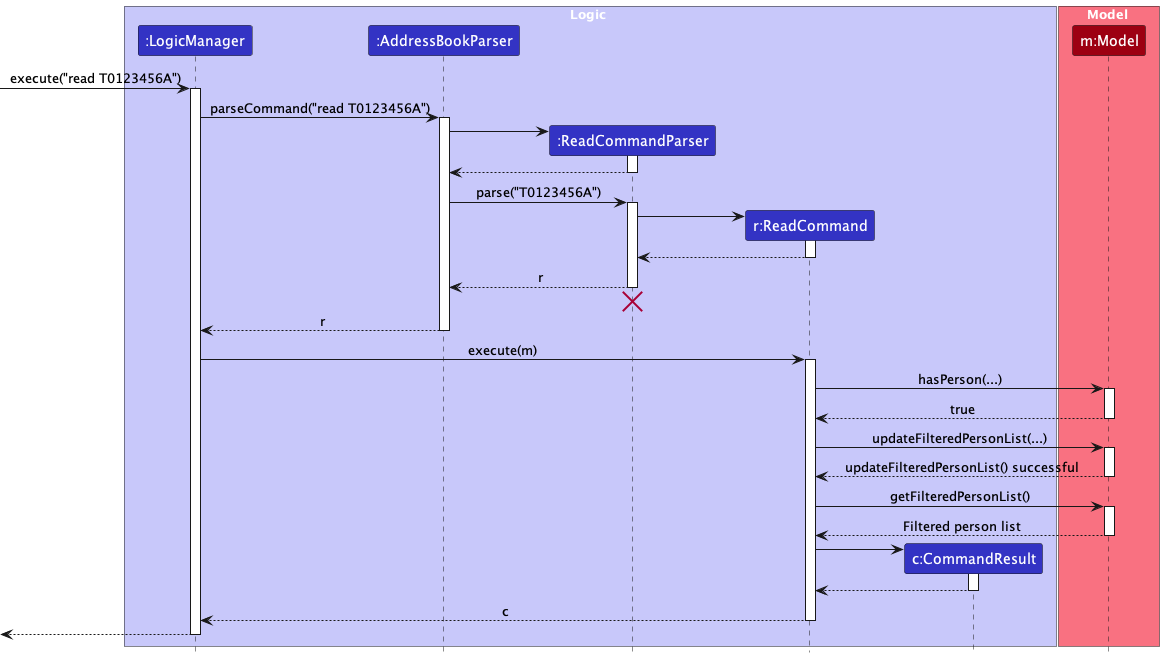 Logic
Model
:LogicManager
:AddressBookParser
m:Model
execute("read T0123456A")
parseCommand("read T0123456A")
:ReadCommandParser
parse("T0123456A")
r:ReadCommand
r
r
execute(m)
hasPerson(...)
true
updateFilteredPersonList(...)
updateFilteredPersonList() successful
getFilteredPersonList()
Filtered person list
c:CommandResult
c